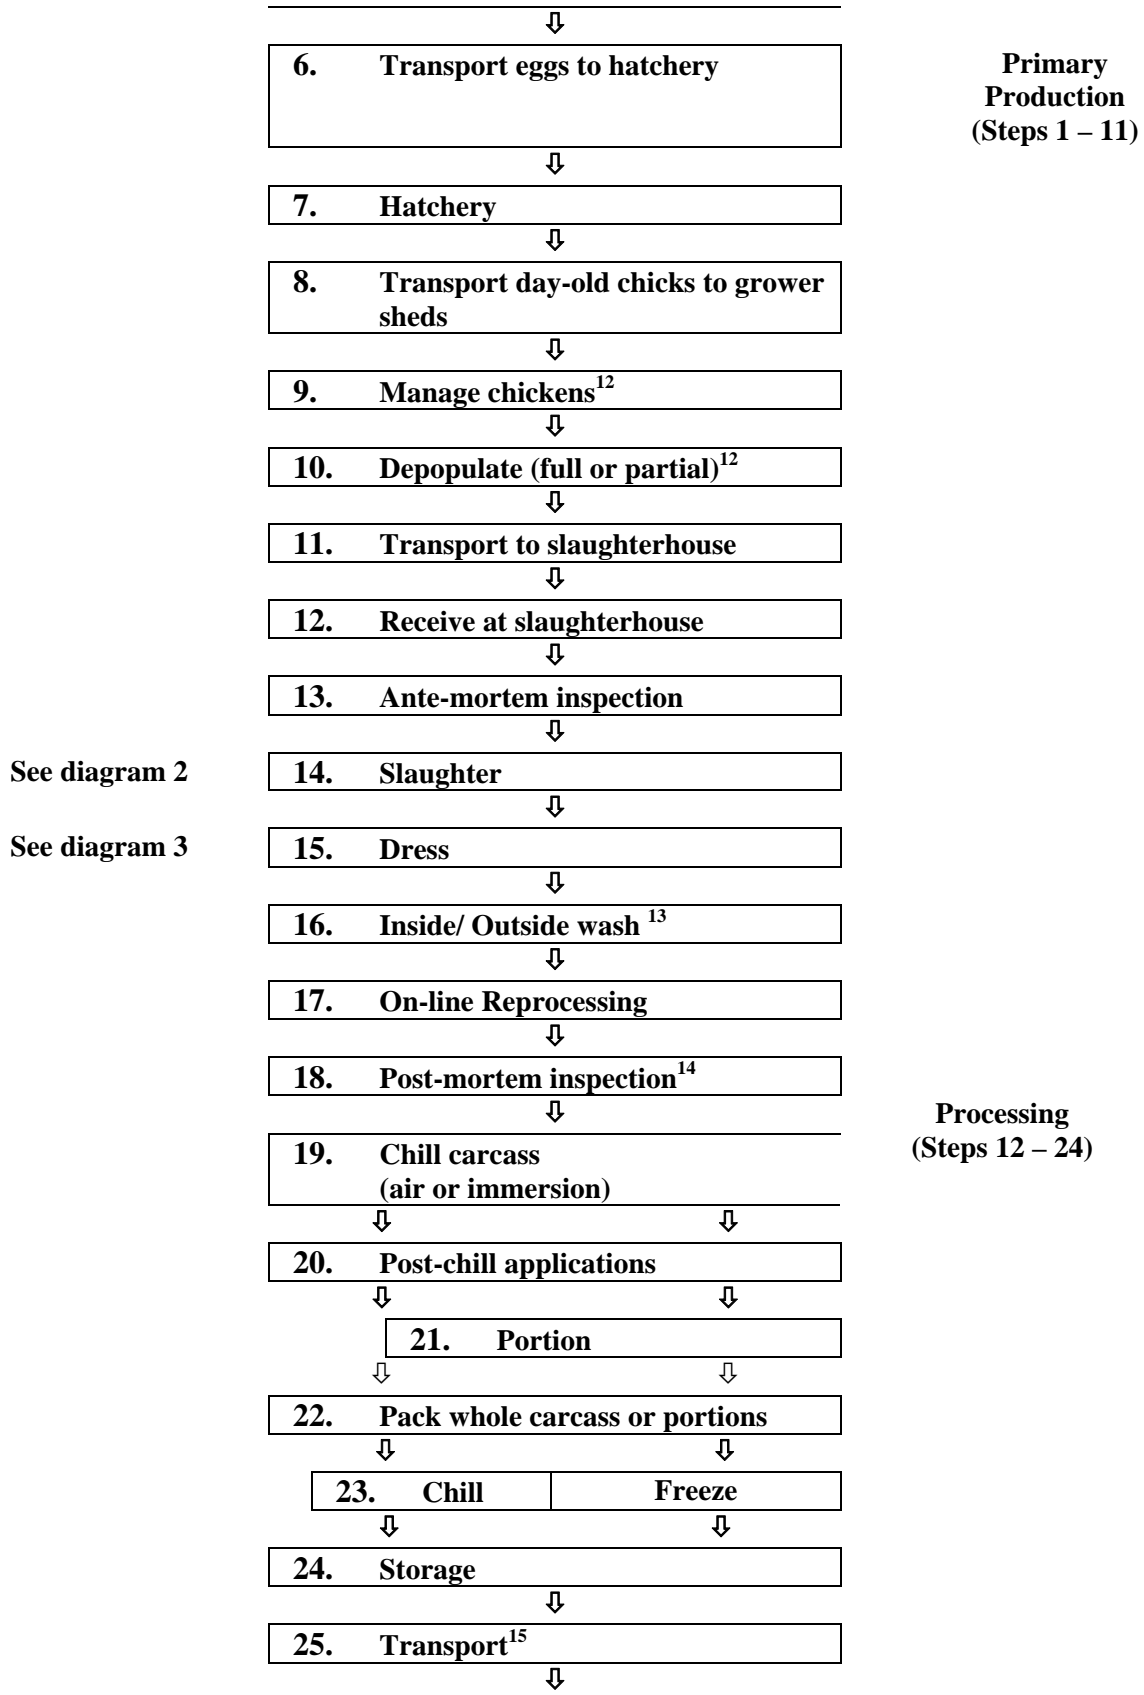 6. Transport eggs to hatchery
Primary
Production
(Steps 1 – 11)
7. Hatchery
8. Transport day-old chicks to grower
sheds
9. Manage chickens12
10. Depopulate (full or partial)12
11. Transport to slaughterhouse
12. Receive at slaughterhouse
13. Ante-mortem inspection
See diagram 2
14. Slaughter
See diagram 3
15. Dress
16. Inside/ Outside wash 13
17. On-line Reprocessing
18. Post-mortem inspection14
Processing
(Steps 12 – 24)
19. Chill carcass
(air or immersion)
20. Post-chill applications
21. Portion
22. Pack whole carcass or portions
23. Chill Freeze
24. Storage
25. Transport15